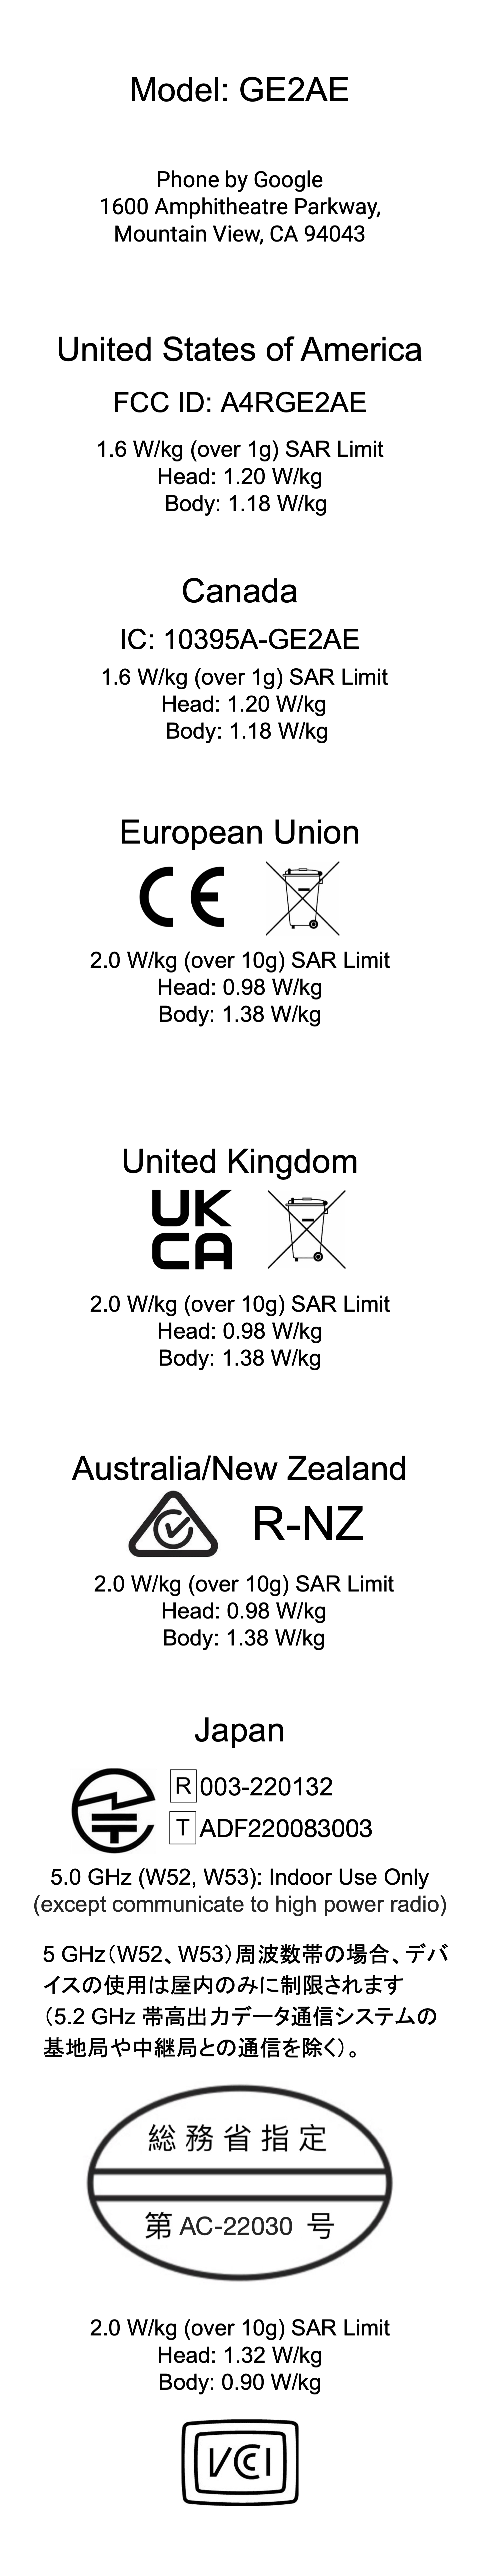 Model: GE2AE
Phone by Google
1600 Amphitheatre Parkway,
Mountain View, CA 94043
United States of America
FCC ID: A4RGE2AE
1.6 W/kg (over 1g) SAR Limit
Head: 1.20 W/kg
Body: 1.18 W/kg
Canada
IC: 10395A-GE2AE
1.6 W/kg (over 1g) SAR Limit
Head: 1.20 W/kg
Body: 1.18 W/kg
European Union
CE
2.0 W/kg (over 10g) SAR Limit
Head: 0.98 W/kg
Body: 1.38 W/kg
United Kingdom
UK
CA
2.0 W/kg (over 10g) SAR Limit
Head: 0.98 W/kg
Body: 1.38 W/kg
Australia/New Zealand
R-NZ
2.0 W/kg (over 10g) SAR Limit
Head: 0.98 W/kg
Body: 1.38 W/kg
Japan
R 003-220132
T ADF220083003
5.0 GHz (W52, W53): Indoor Use Only
(except communicate to high power radio)
5 GHz（W52、W53）周波数帯の場合、デバ
イスの使用は屋内のみに制限されます
（5.2 GHz 帯高出力データ通信システムの
基地局や中継局との通信を除く）。
総務省指定
第 AC-22030 号
2.0 W/kg (over 10g) SAR Limit
Head: 1.32 W/kg
Body: 0.90 W/kg
VCCI